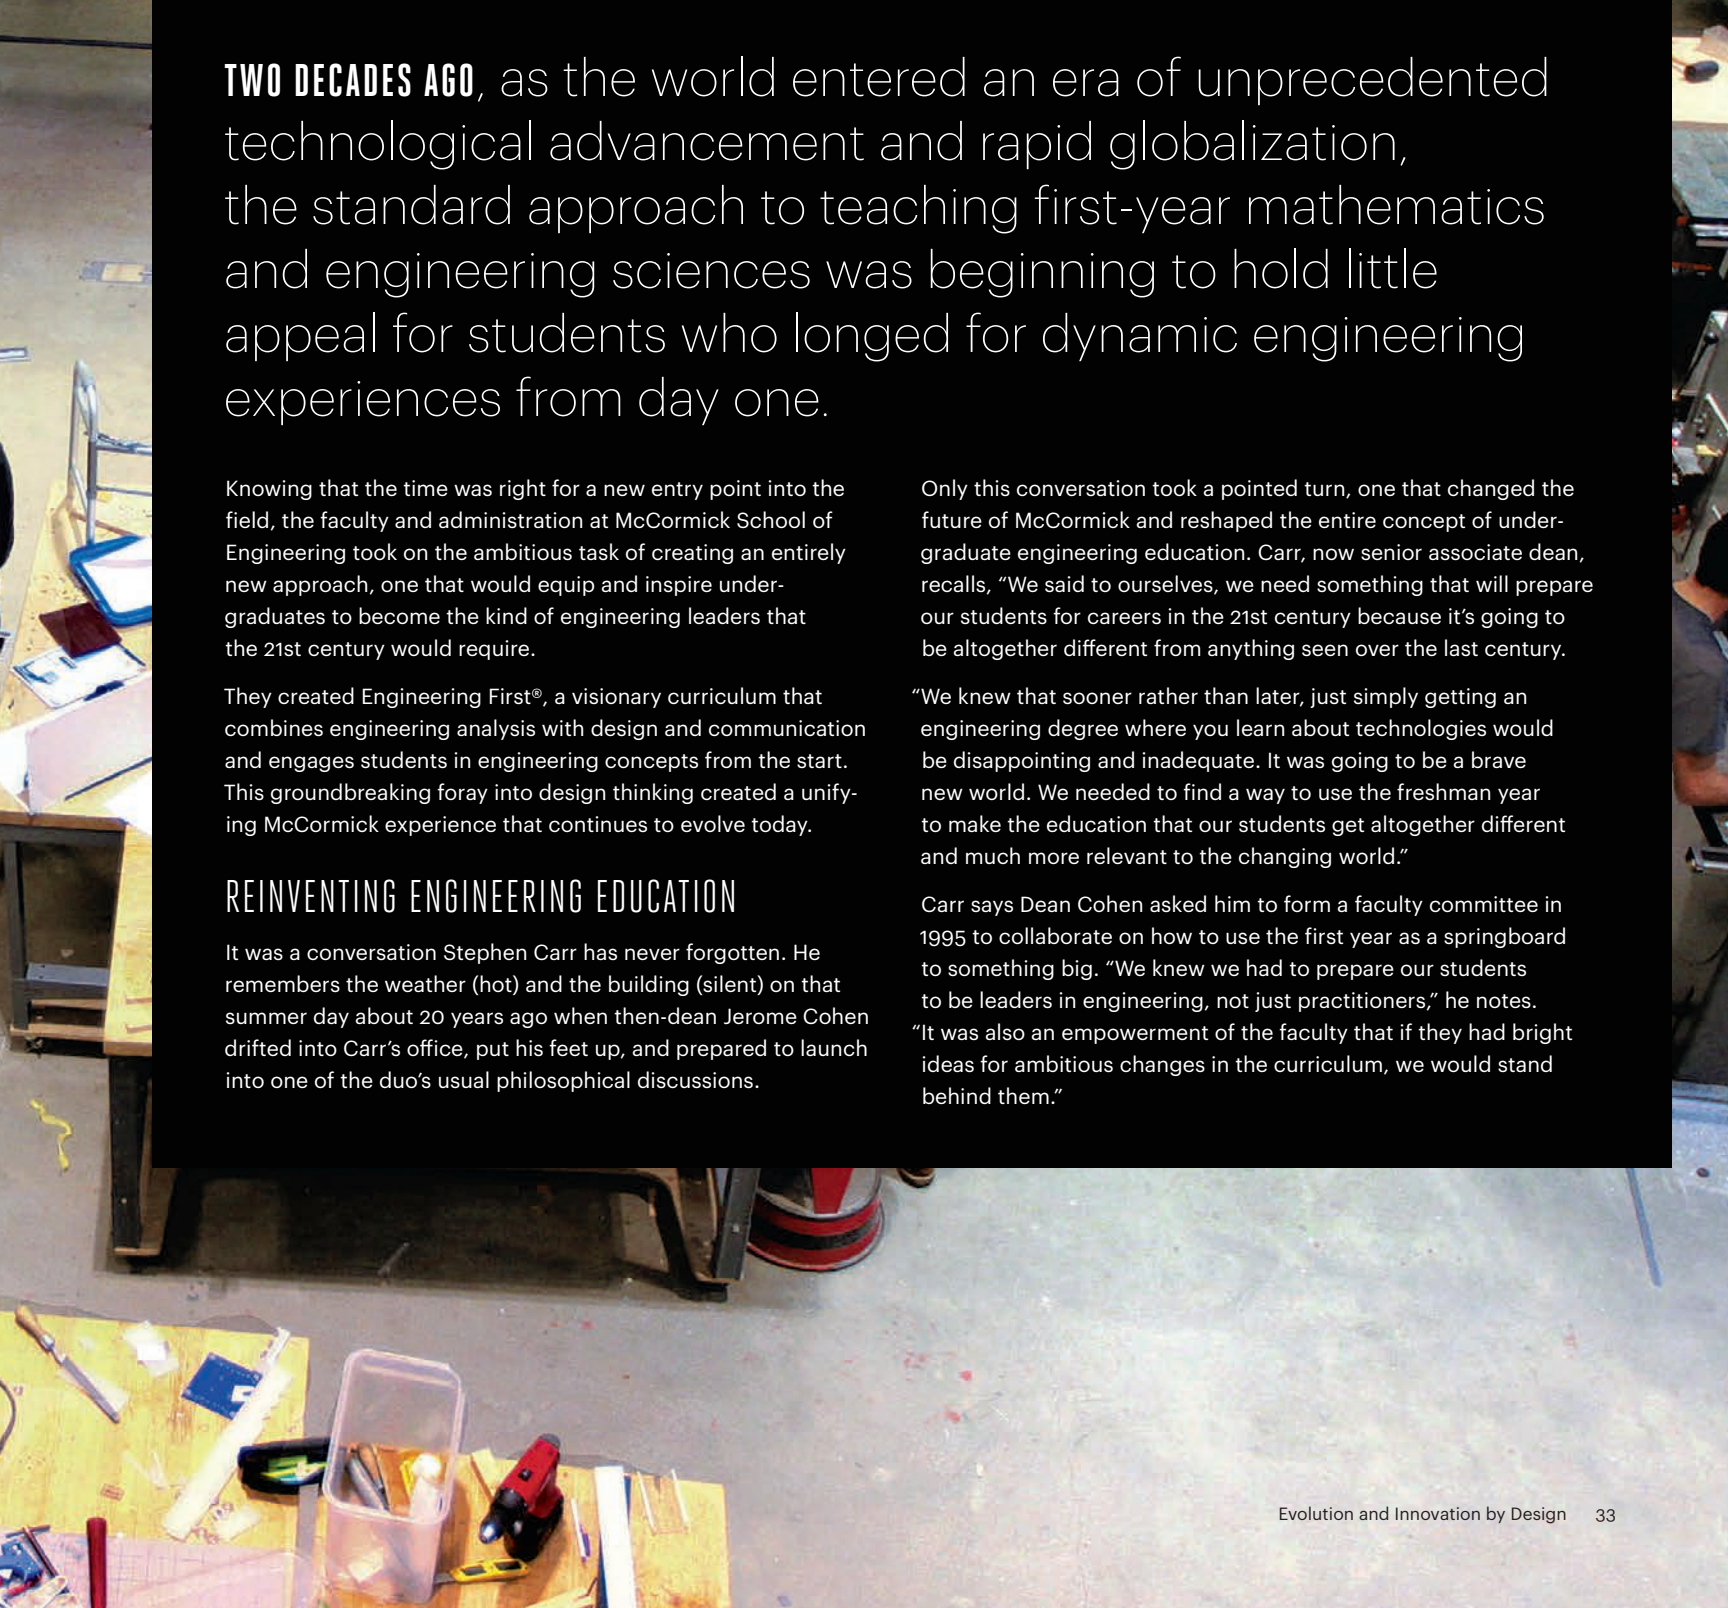 TWO DECADES AGO, as the world entered an era of unprecedented
technological advancement and rapid globalization,
the standard approach to teaching first-year mathematics
and engineering sciences was beginning to hold little
appeal for students who longed for dynamic engineering
experiences from day one.
Knowing that the time was right for a new entry point into the
field, the faculty and administration at McCormick School of
Engineering took on the ambitious task of creating an entirely
new approach, one that would equip and inspire under-
graduates to become the kind of engineering leaders that
the 21st century would require.
They created Engineering First®, a visionary curriculum that
combines engineering analysis with design and communication
and engages students in engineering concepts from the start.
This groundbreaking foray into design thinking created a unify-
ing McCormick experience that continues to evolve today.
REINVENTING ENGINEERING EDUCATION
It was a conversation Stephen Carr has never forgotten. He
remembers the weather (hot) and the building (silent) on that
summer day about 20 years ago when then-dean Jerome Cohen
drifted into Carr’s office, put his feet up, and prepared to launch
into one of the duo’s usual philosophical discussions.
Only this conversation took a pointed turn, one that changed the
future of McCormick and reshaped the entire concept of under-
graduate engineering education. Carr, now senior associate dean,
recalls, “We said to ourselves, we need something that will prepare
our students for careers in the 21st century because it’s going to
be altogether different from anything seen over the last century.
“We knew that sooner rather than later, just simply getting an
engineering degree where you learn about technologies would
be disappointing and inadequate. It was going to be a brave
new world. We needed to find a way to use the freshman year
to make the education that our students get altogether different
and much more relevant to the changing world.”
Carr says Dean Cohen asked him to form a faculty committee in
1995 to collaborate on how to use the first year as a springboard
to something big. “We knew we had to prepare our students
to be leaders in engineering, not just practitioners,” he notes.
“It was also an empowerment of the faculty that if they had bright
ideas for ambitious changes in the curriculum, we would stand
behind them.”
Evolution and Innovation by Design 33